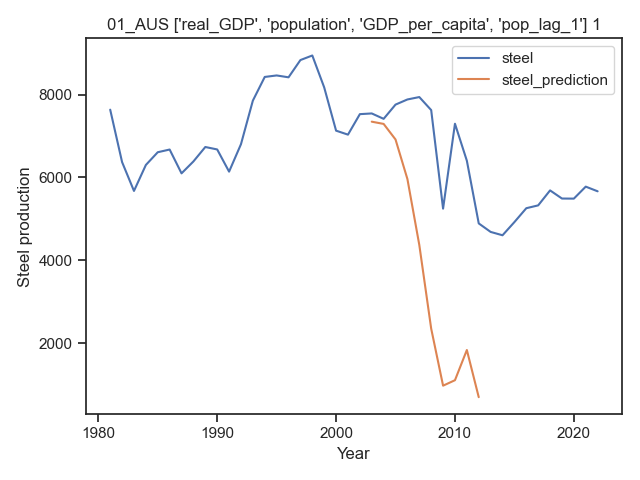 01_AUS ['real_GDP', 'population', 'GDP_per_capita', 'pop_lag_1'] 1
steel
steel_prediction
Steel production
8000
6000
4000
2000
1980 1990 2000 2010 2020
Year